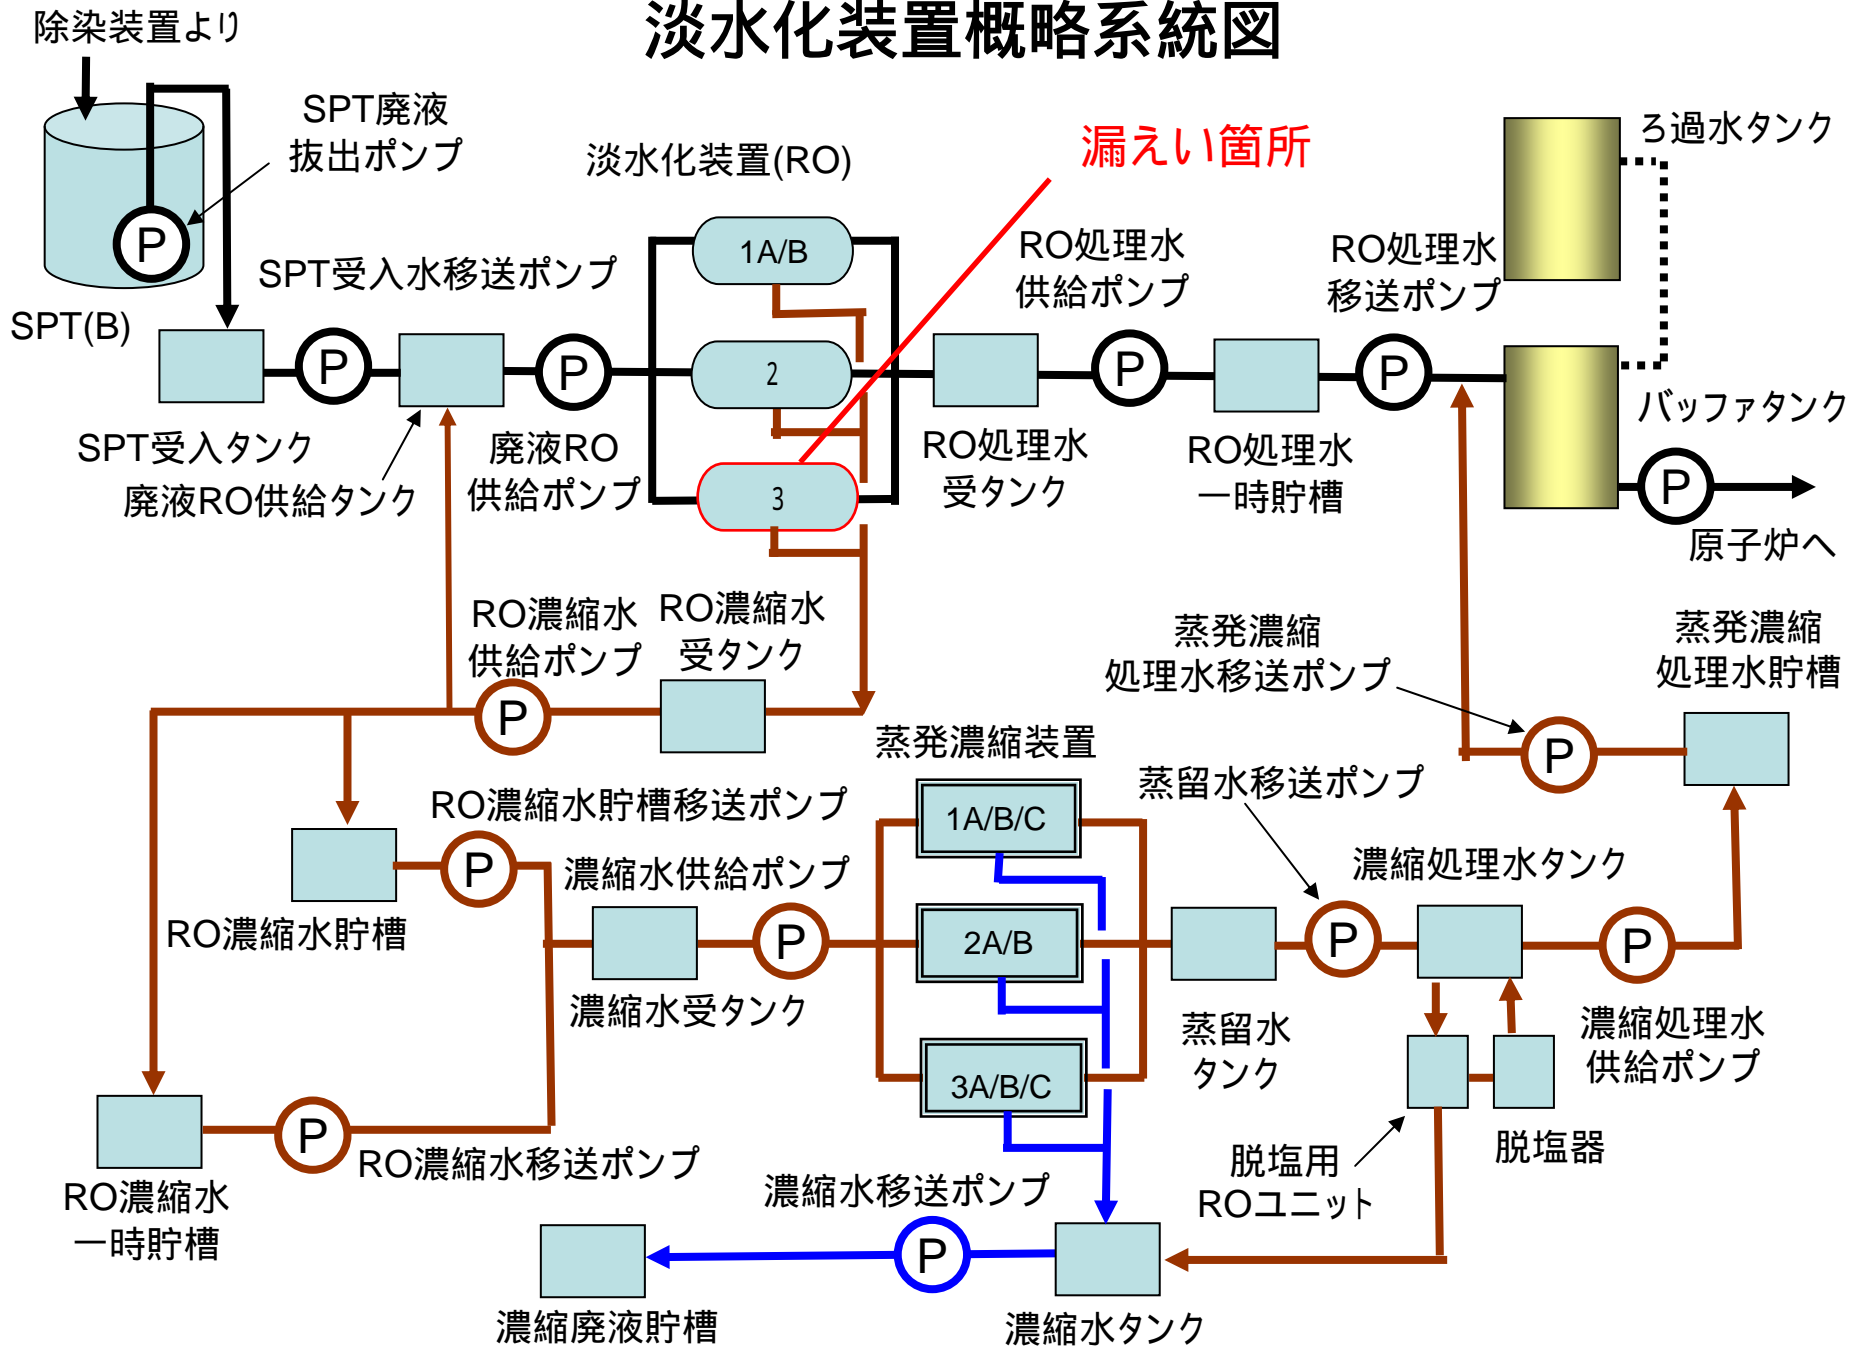 淡水化装置概略系統図
除染装置より
SPT廃液
抜出ポンプ
P
SPT(B)
淡水化装置(RO)
漏えい箇所
ろ過水タンク
1A/B
2
3
SPT受入水移送ポンプ
RO処理水
供給ポンプ
RO処理水
移送ポンプ
P
P
P
P
バッファタンク
P
原子炉へ
SPT受入タンク
廃液RO供給タンク
廃液RO
供給ポンプ
RO処理水
受タンク
RO処理水
一時貯槽
RO濃縮水
供給ポンプ
RO濃縮水
受タンク
P
蒸発濃縮
処理水移送ポンプ
蒸発濃縮
処理水貯槽
P
蒸発濃縮装置
1A/B/C
2A/B
3A/B/C
蒸留水移送ポンプ
RO濃縮水貯槽移送ポンプ
P
RO濃縮水貯槽
濃縮水供給ポンプ
P
濃縮水受タンク
濃縮処理水タンク
P
P
蒸留水
タンク
濃縮処理水
供給ポンプ
脱塩用
ROユニット
脱塩器
P
RO濃縮水移送ポンプ
RO濃縮水
一時貯槽
濃縮水移送ポンプ
P
濃縮廃液貯槽
濃縮水タンク